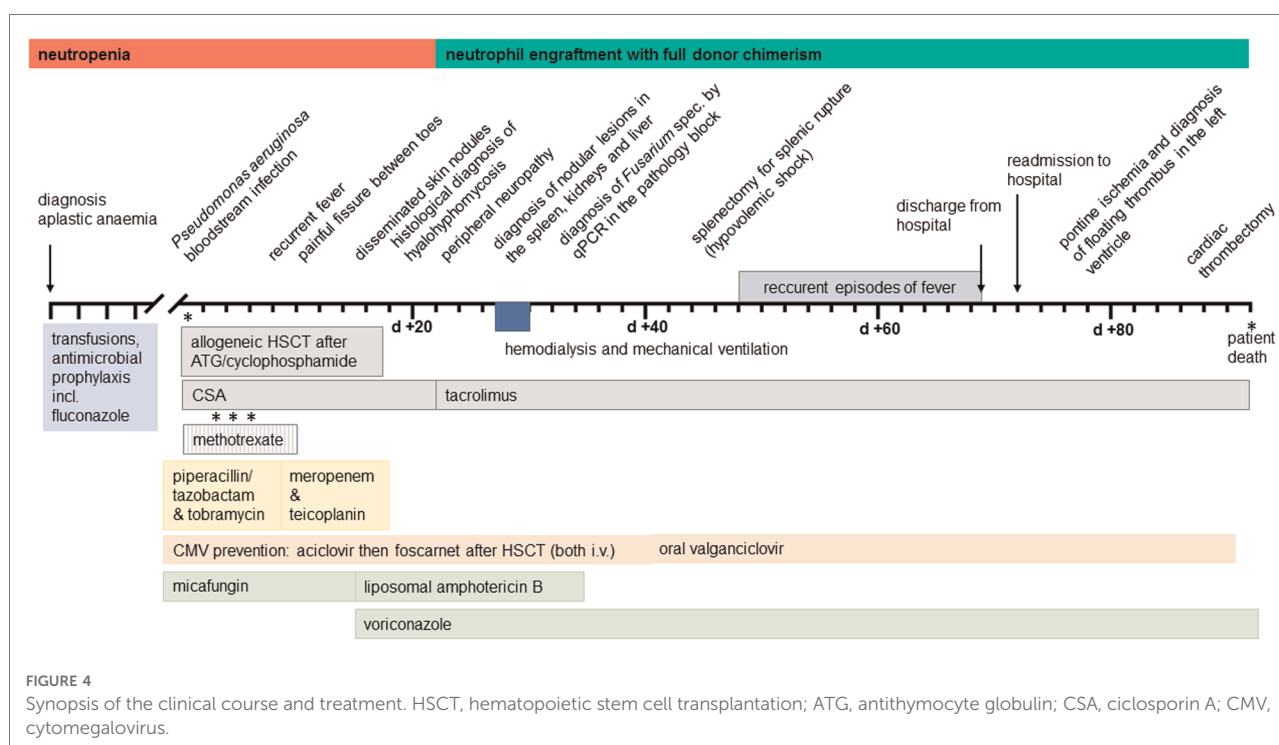 neutropenia
neutrophil engraftment with full donor chimerism
diagnosis
aplastic anaemia
Pseudomonas aeruginosa
bloodstream infection
recurrent fever
painful fissure between toes
disseminated skin nodules
histological diagnosis of
hyalohyphomycosis
peripheral neuropathy
diagnosis of nodular lesions in
the spleen, kidneys and liver
diagnosis of Fusarium spec. by
qPCR in the pathology block
splenectomy for splenic rupture
(hypovolemic shock)
discharge from
hospital
readmission to
hospital
pontine ischemia and diagnosis
of floating thrombus in the left
ventricle
cardiac
thrombectomy
reccurent episodes of fever
*
d +20
d +40
d +60
d +80
*
patient
death
hemodialysis and mechanical ventilation
transfusions,
antimicrobial
prophylaxis
incl.
fluconazole
allogeneic HSCT after
ATG/cyclophosphamide
CSA
tacrolimus
* * *
methotrexate
piperacillin/
tazobactam
& tobramycin
meropenem
&
teicoplanin
CMV prevention: aciclovir then foscarnet after HSCT (both i.v.)
oral valganciclovir
micafungin
liposomal amphotericin B
voriconazole
FIGURE 4
Synopsis of the clinical course and treatment. HSCT, hematopoietic stem cell transplantation; ATG, antithymocyte globulin; CSA, ciclosporin A; CMV,
cytomegalovirus.